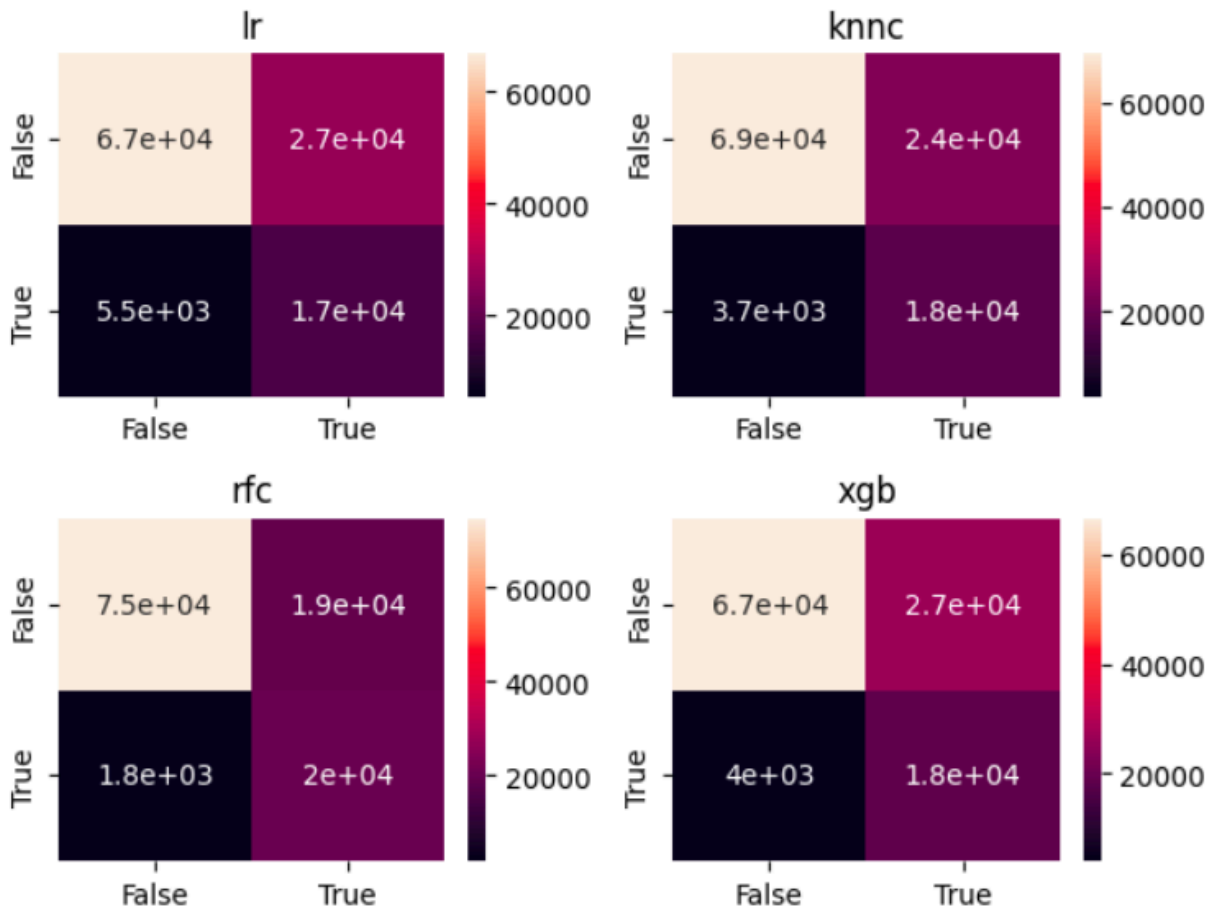 lr
False
True
6.7e+04
2.7e+04
5.5e+03
1.7e+04
False
True
60000
40000
20000
knnc
False
True
6.9e+04
2.4e+04
3.7e+03
1.8e+04
False
True
60000
40000
20000
rfc
False
True
7.5e+04
1.9e+04
1.8e+03
2e+04
False
True
60000
40000
20000
xgb
False
True
6.7e+04
2.7e+04
4e+03
1.8e+04
False
True
60000
40000
20000